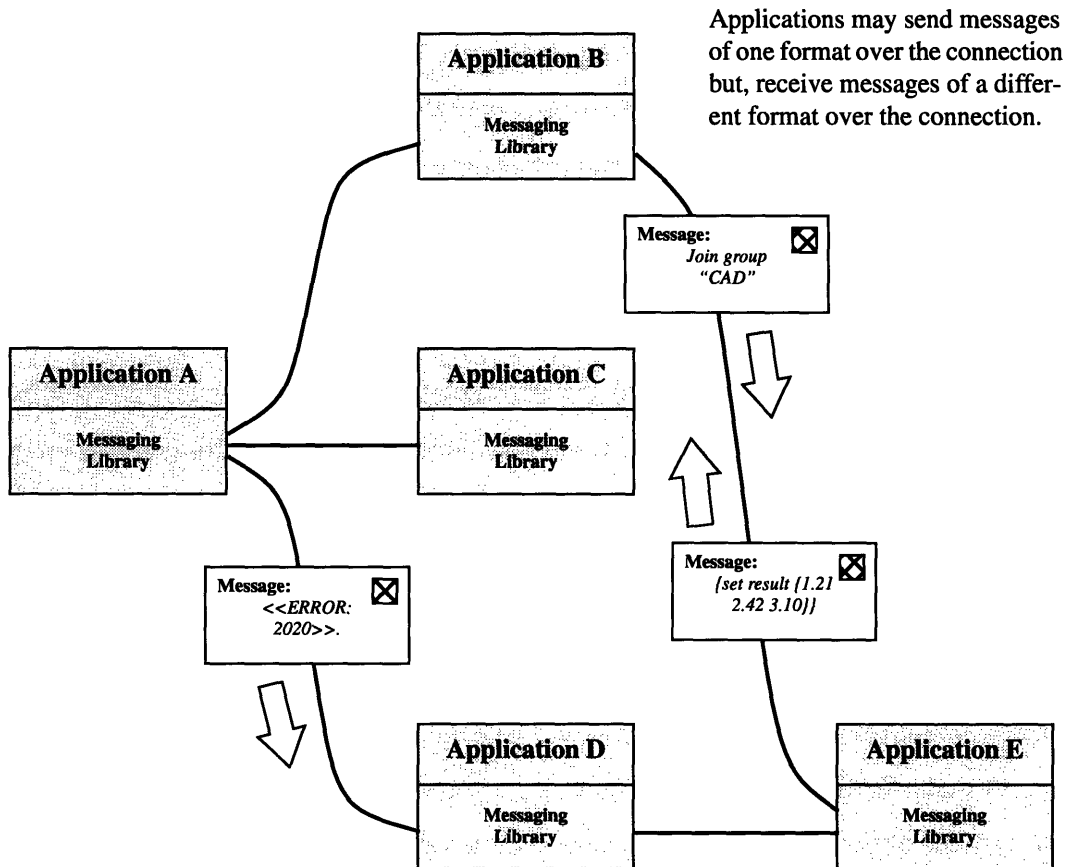 Applications may send messages
of one format over the connection
but, receive messages of a differ-
ent format over the connection.
Application B
Messaging
Library
Message:
Join group
“CAD”
Application A
Messaging
Library
Application C
Messaging
Library
Message:
<<ERROR:
2020>>.
Message:
{set result {1.21
2.42 3.10}}
Application D
Messaging
Library
Application E
Messaging
Library